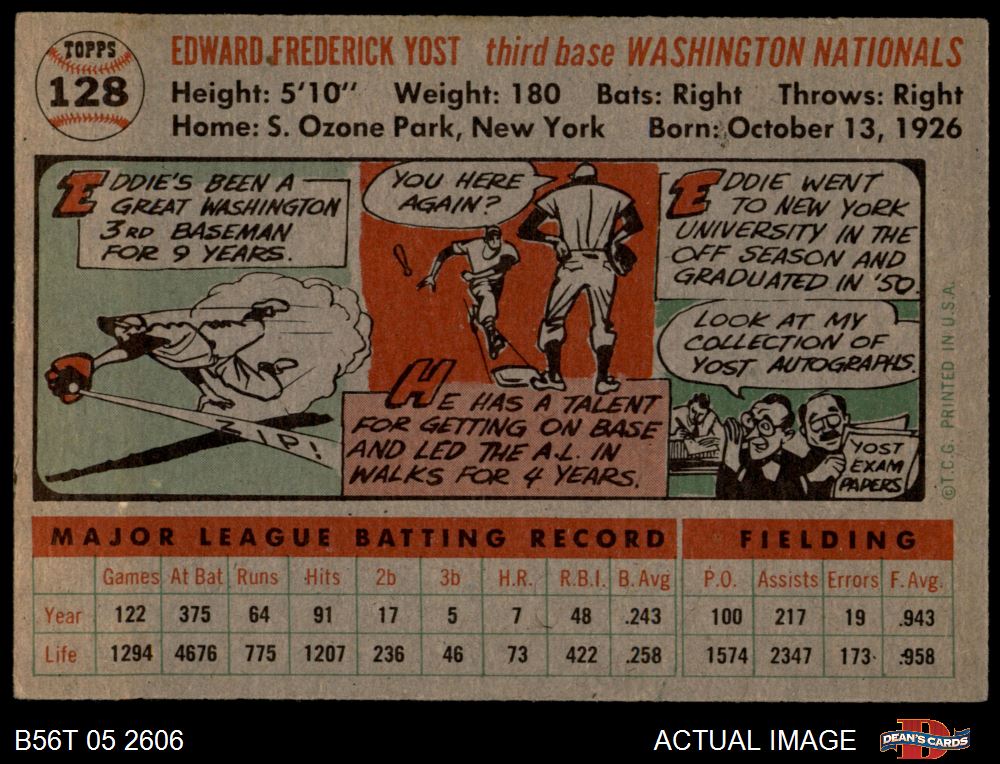 TOPPS
128
EDWARD FREDERICK YOST third base WASHINGTON NATIONALS
Height: 5'10" Weight: 180 Bats: Right Throws: Right
Home: S. Ozone Park, New York Born: October 13, 1926
EDDIE'S BEEN A
GREAT WASHINGTON
3RD BASEMAN
FOR 9 YEARS.
ZIP!
YOU HERE
AGAIN?
HE HAS A TALENT
FOR GETTING ON BASE
AND LED THE A.L. IN
WALKS FOR 4 YEARS.
EDDIE WENT
TO NEW YORK
UNIVERSITY IN THE
OFF SEASON AND
GRADUATED IN '50.
LOOK AT MY
COLLECTION OF
YOST AUTOGRAPHS.
YOST
EXAM
PAPERS
©T.C.G. PRINTED IN U.S.A.
MAJOR LEAGUE BATTING RECORD FIELDING
Games At Bat Runs Hits 2b 3b H.R. R.B.I. B. Avg P.O. Assists Errors F. Avg.
Year 122 375 64 91 17 5 7 48 .243 100 217 19 .943
Life 1294 4676 775 1207 236 46 73 422 .258 1574 2347 173 .958
B56T 05 2606 ACTUAL IMAGE DEAN'S CARDS